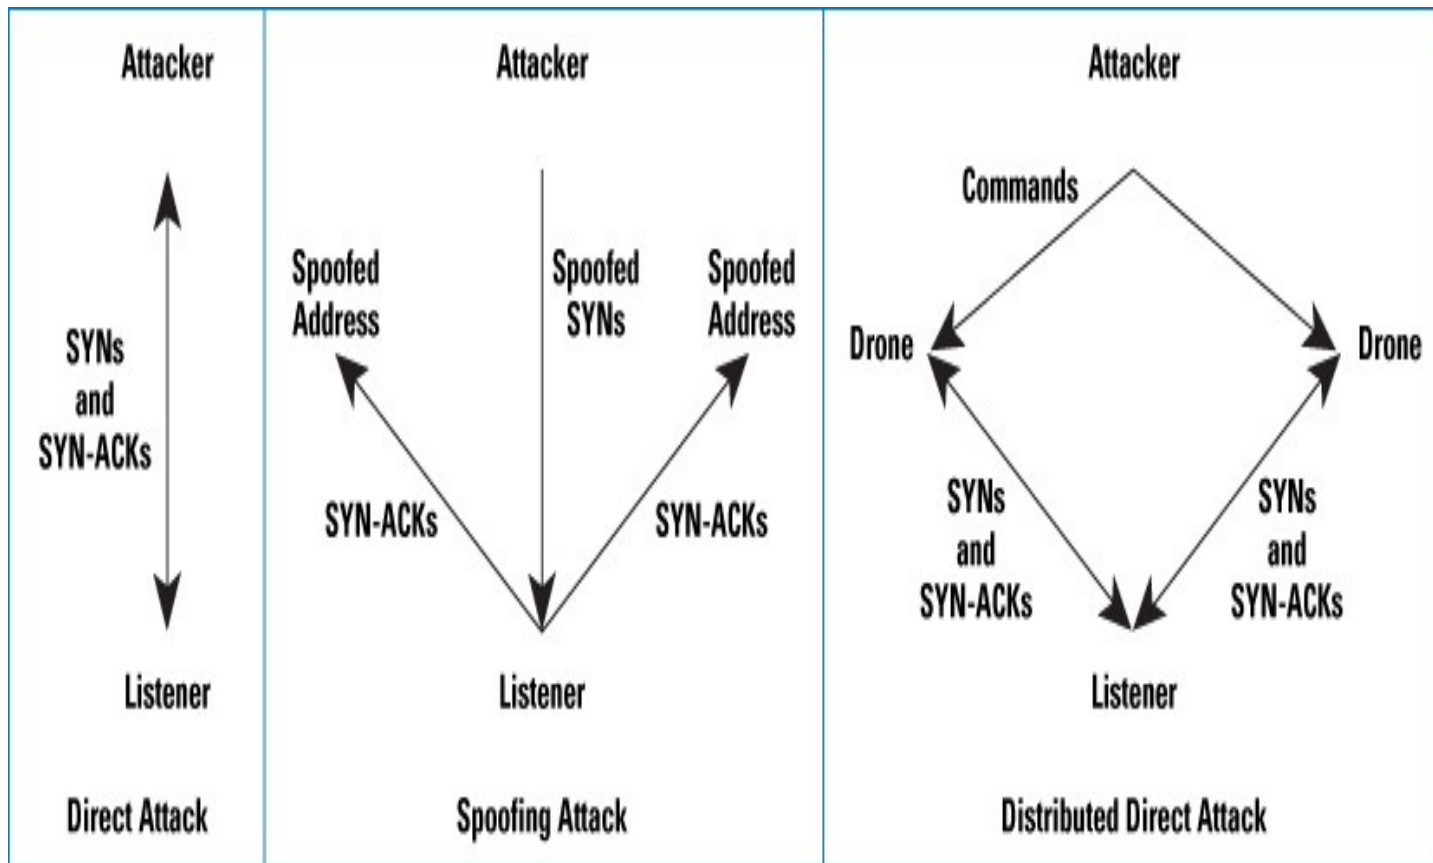 Attacker
SYNs
and
SYN-ACKs
Listener
Direct Attack
Attacker
Spoofed
Address
Spoofed
SYNs
Spoofed
Address
SYN-ACKs
SYN-ACKs
Listener
Spoofing Attack
Attacker
Commands
Drone
Drone
SYNs
and
SYN-ACKs
SYNs
and
SYN-ACKs
Listener
Distributed Direct Attack